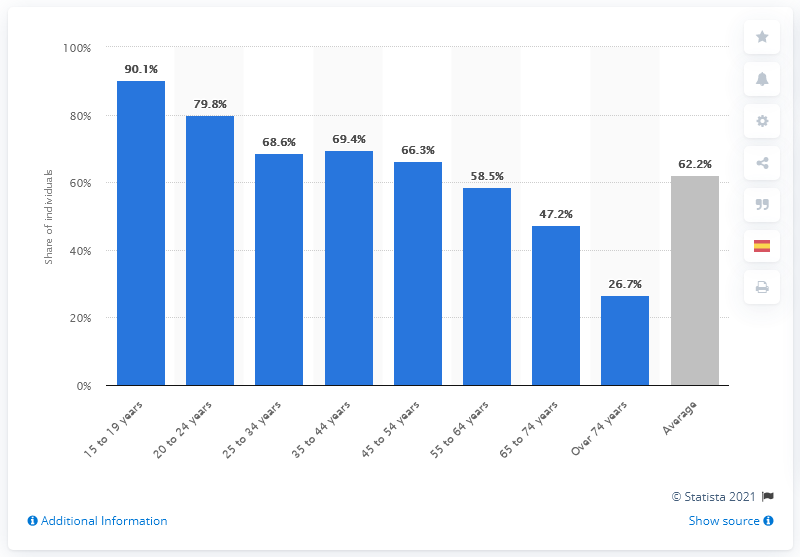 100%
80%
60%
40%
20%
0%
Share of individuals
90.1%
79.8%
68.6%
69.4%
66.3%
58.5%
47.2%
26.7%
62.2%
15 to 19 years
20 to 24 years
25 to 34 years
35 to 44 years
45 to 54 years
55 to 64 years
65 to 74 years
Over 74 years
Average
© Statista 2021
Additional Information
Show source